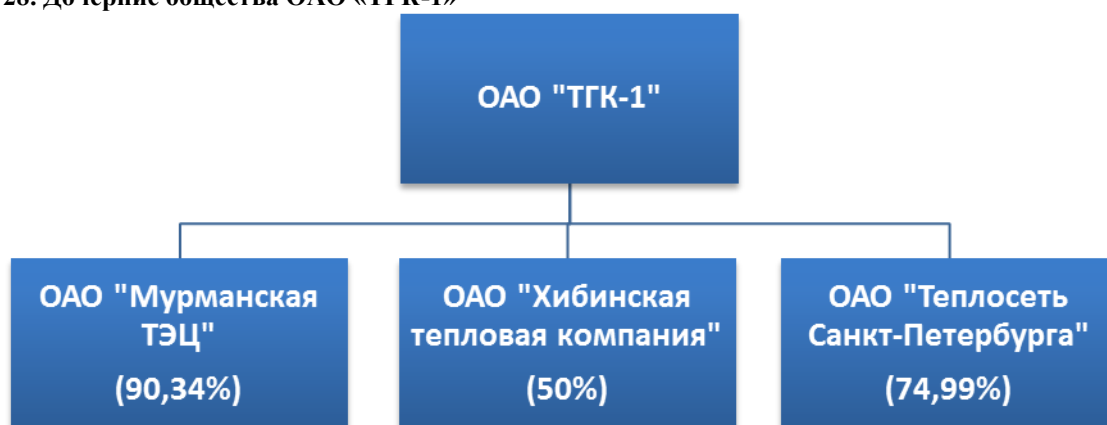 28. Дочерние общества ОАО «ТГК-1»
ОАО "ТГК-1"
ОАО "Мурманская
ТЭЦ"
(90,34%)
ОАО "Хибинская
тепловая компания"
(50%)
ОАО "Теплосеть
Санкт-Петербурга"
(74,99%)